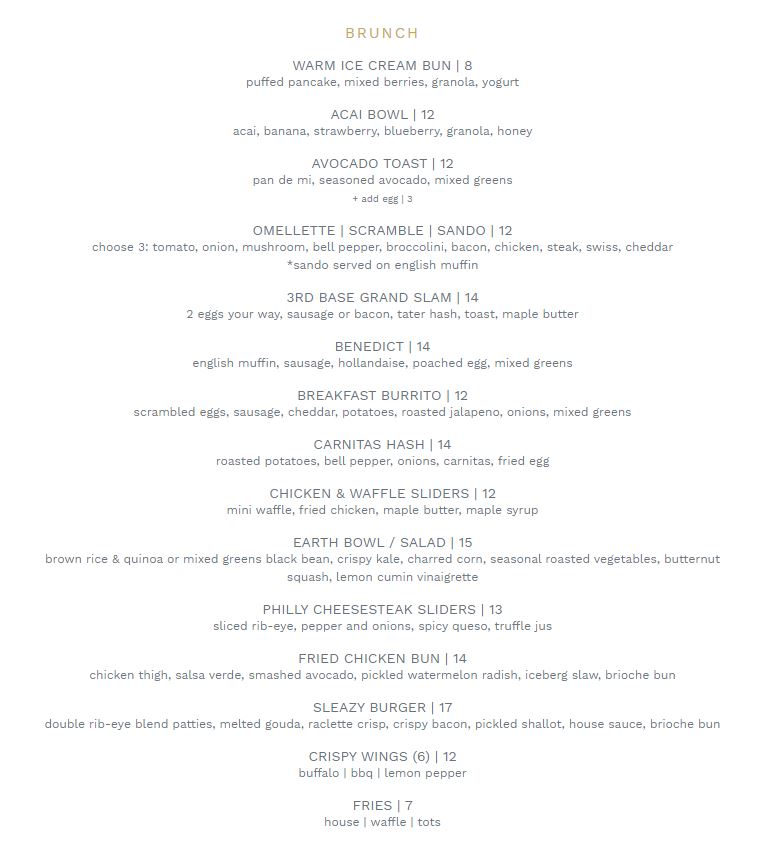 BRUNCH
WARM ICE CREAM BUN | 8
puffed pancake, mixed berries, granola, yogurt
ACAI BOWL | 12
acai, banana, strawberry, blueberry, granola, honey
AVOCADO TOAST | 12
pan de mi, seasoned avocado, mixed greens
+ add egg | 3
OMELLETTE | SCRAMBLE | SANDO | 12
choose 3: tomato, onion, mushroom, bell pepper, broccolini, bacon, chicken, steak, swiss, cheddar
*sando served on english muffin
3RD BASE GRAND SLAM | 14
2 eggs your way, sausage or bacon, tater hash, toast, maple butter
BENEDICT | 14
english muffin, sausage, hollandaise, poached egg, mixed greens
BREAKFAST BURRITO | 12
scrambled eggs, sausage, cheddar, potatoes, roasted jalapeno, onions, mixed greens
CARNITAS HASH | 14
roasted potatoes, bell pepper, onions, carnitas, fried egg
CHICKEN & WAFFLE SLIDERS | 12
mini waffle, fried chicken, maple butter, maple syrup
EARTH BOWL / SALAD | 15
brown rice & quinoa or mixed greens black bean, crispy kale, charred corn, seasonal roasted vegetables, butternut
squash, lemon cumin vinaigrette
PHILLY CHEESESTEAK SLIDERS | 13
sliced rib-eye, pepper and onions, spicy queso, truffle jus
FRIED CHICKEN BUN | 14
chicken thigh, salsa verde, smashed avocado, pickled watermelon radish, iceberg slaw, brioche bun
SLEAZY BURGER | 17
double rib-eye blend patties, melted gouda, raclette crisp, crispy bacon, pickled shallot, house sauce, brioche bun
CRISPY WINGS (6) | 12
buffalo | bbq | lemon pepper
FRIES | 7
house | waffle | tots